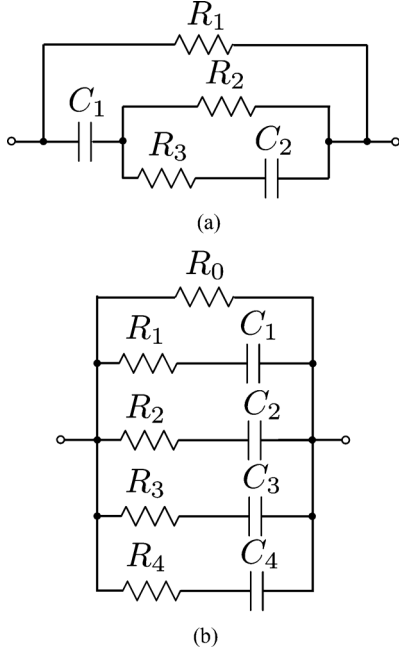 R₁
R₂
C₁
R₃ C₂
(a)
R₀
R₁ C₁
R₂ C₂
R₃ C₃
R₄ C₄
(b)